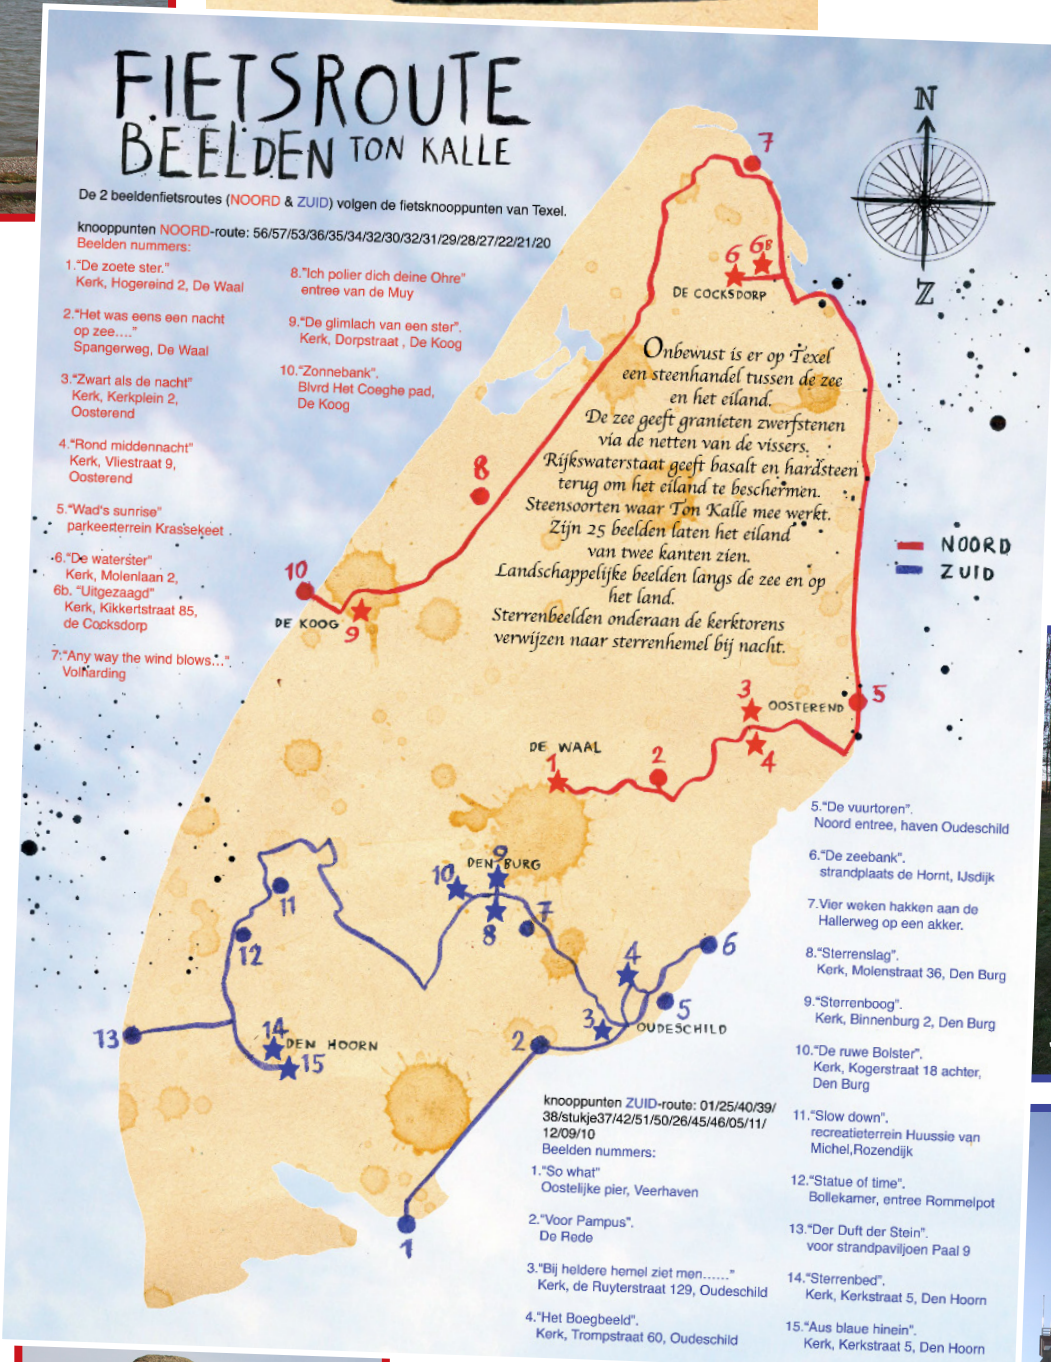 FIETSROUTE
BEELDEN TON KALLE
De 2 beeldenfietsroutes (NOORD & ZUID) volgen de fietsknooppunten van Texel.
knooppunten NOORD-route: 56/57/53/36/35/34/32/30/32/31/29/28/27/22/21/20
Beelden nummers:
1.“De zoete ster.”
Kerk, Hogereind 2, De Waal
2.“Het was eens een nacht
op zee....”
Spangerweg, De Waal
3.“Zwart als de nacht”
Kerk, Kerkplein 2,
Oosterend
4.“Rond middennacht”
Kerk, Vliestraat 9,
Oosterend
5.“Wad's sunrise”
parkeerterrein Krassekeet
6.“De waterster”
Kerk, Molenlaan 2,
6b. “Uitgezaagd”
Kerk, Kikkertstraat 85,
de Cocksdorp
7:“Any way the wind blows...”.
Volharding
8.”Ich polier dich deine Ohre”
entree van de Muy
9.“De glimlach van een ster”.
Kerk, Dorpstraat , De Koog
10.“Zonnebank”.
Blvrd Het Coeghe pad,
De Koog
N
Z
7
6
6B
DE COCKSDORP
Onbewust is er op Texel
een steenhandel tussen de zee
en het eiland.
De zee geeft granieten zwerfstenen
via de netten van de vissers.
Rijkswaterstaat geeft basalt en hardsteen
terug om het eiland te beschermen.
Steensoorten waar Ton Kalle mee werkt.
Zijn 25 beelden laten het eiland
van twee kanten zien.
Landschappelijke beelden langs de zee en op
het land.
Sterrenbeelden onderaan de kerktorens
verwijzen naar sterrenhemel bij nacht.
8
10
DE KOOG
9
NOORD
ZUID
3
OOSTEREND
5
4
DE WAAL
1
2
9
DEN BURG
10
8
7
11
12
13
14
DEN HOORN
15
4
6
5
3
OUDESCHILD
2
1
knooppunten ZUID-route: 01/25/40/39/
38/stukje37/42/51/50/26/45/46/05/11/
12/09/10
Beelden nummers:
1.“So what”
Oostelijke pier, Veerhaven
2.“Voor Pampus”.
De Rede
3.“Bij heldere hemel ziet men......”
Kerk, de Ruyterstraat 129, Oudeschild
4.“Het Boegbeeld”.
Kerk, Trompstraat 60, Oudeschild
5.“De vuurtoren”.
Noord entree, haven Oudeschild
6.“De zeebank”.
strandplaats de Hornt, IJsdijk
7.Vier weken hakken aan de
Hallerweg op een akker.
8.“Sterrenslag”.
Kerk, Molenstraat 36, Den Burg
9.“Sterrenboog”.
Kerk, Binnenburg 2, Den Burg
10.“De ruwe Bolster”.
Kerk, Kogerstraat 18 achter,
Den Burg
11.“Slow down”.
recreatieterrein Huussie van
Michel,Rozendijk
12.“Statue of time”.
Bollekamer, entree Rommelpot
13.“Der Duft der Stein”.
voor strandpaviljoen Paal 9
14.“Sterrenbed”.
Kerk, Kerkstraat 5, Den Hoorn
15.“Aus blaue hinein”.
Kerk, Kerkstraat 5, Den Hoorn